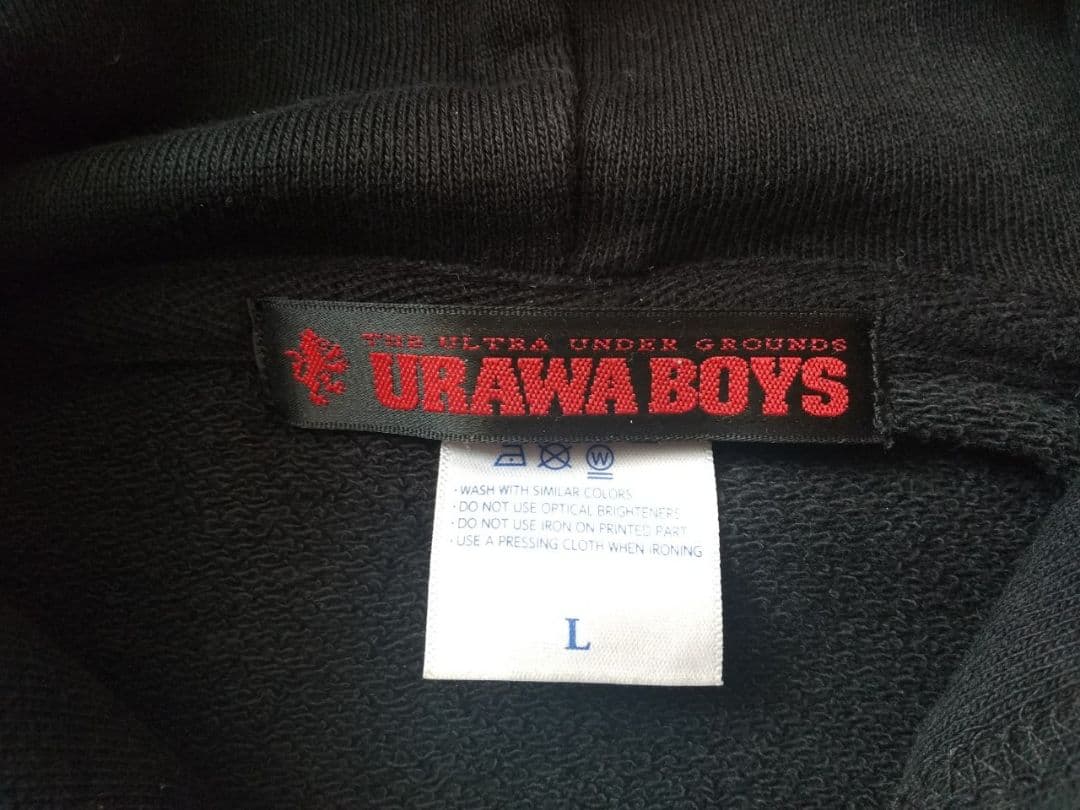 THE ULTRA UNDER GROUNDS
URAWA BOYS
W
・WASH WITH SIMILAR COLORS
・DO NOT USE OPTICAL BRIGHTENERS
・DO NOT USE IRON ON PRINTED PART
・USE A PRESSING CLOTH WHEN IRONING
L